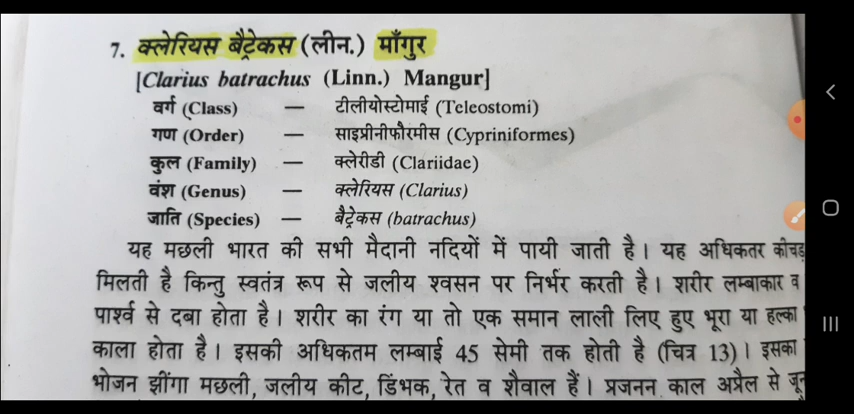 7. क्लेरियस बैट्रेकस (लीन.) माँगुर
[Clarius batrachus (Linn.) Mangur]
वर्ग (Class) — टीलीयोस्टोमाई (Teleostomi)
गण (Order) — साइप्रीनीफौरमीस (Cypriniformes)
कुल (Family) — क्लेरीडी (Clariidae)
वंश (Genus) — क्लेरियस (Clarius)
जाति (Species) — बैट्रेकस (batrachus)
यह मछली भारत की सभी मैदानी नदियों में पायी जाती है। यह अधिकतर कीचड़
मिलती है किन्तु स्वतंत्र रूप से जलीय श्वसन पर निर्भर करती है। शरीर लम्बाकार व
पार्श्व से दबा होता है। शरीर का रंग या तो एक समान लाली लिए हुए भूरा या हल्का
काला होता है। इसकी अधिकतम लम्बाई 45 सेमी तक होती है (चित्र 13)। इसका
भोजन झींगा मछली, जलीय कीट, डिंभक, रेत व शैवाल हैं। प्रजनन काल अप्रैल से जून